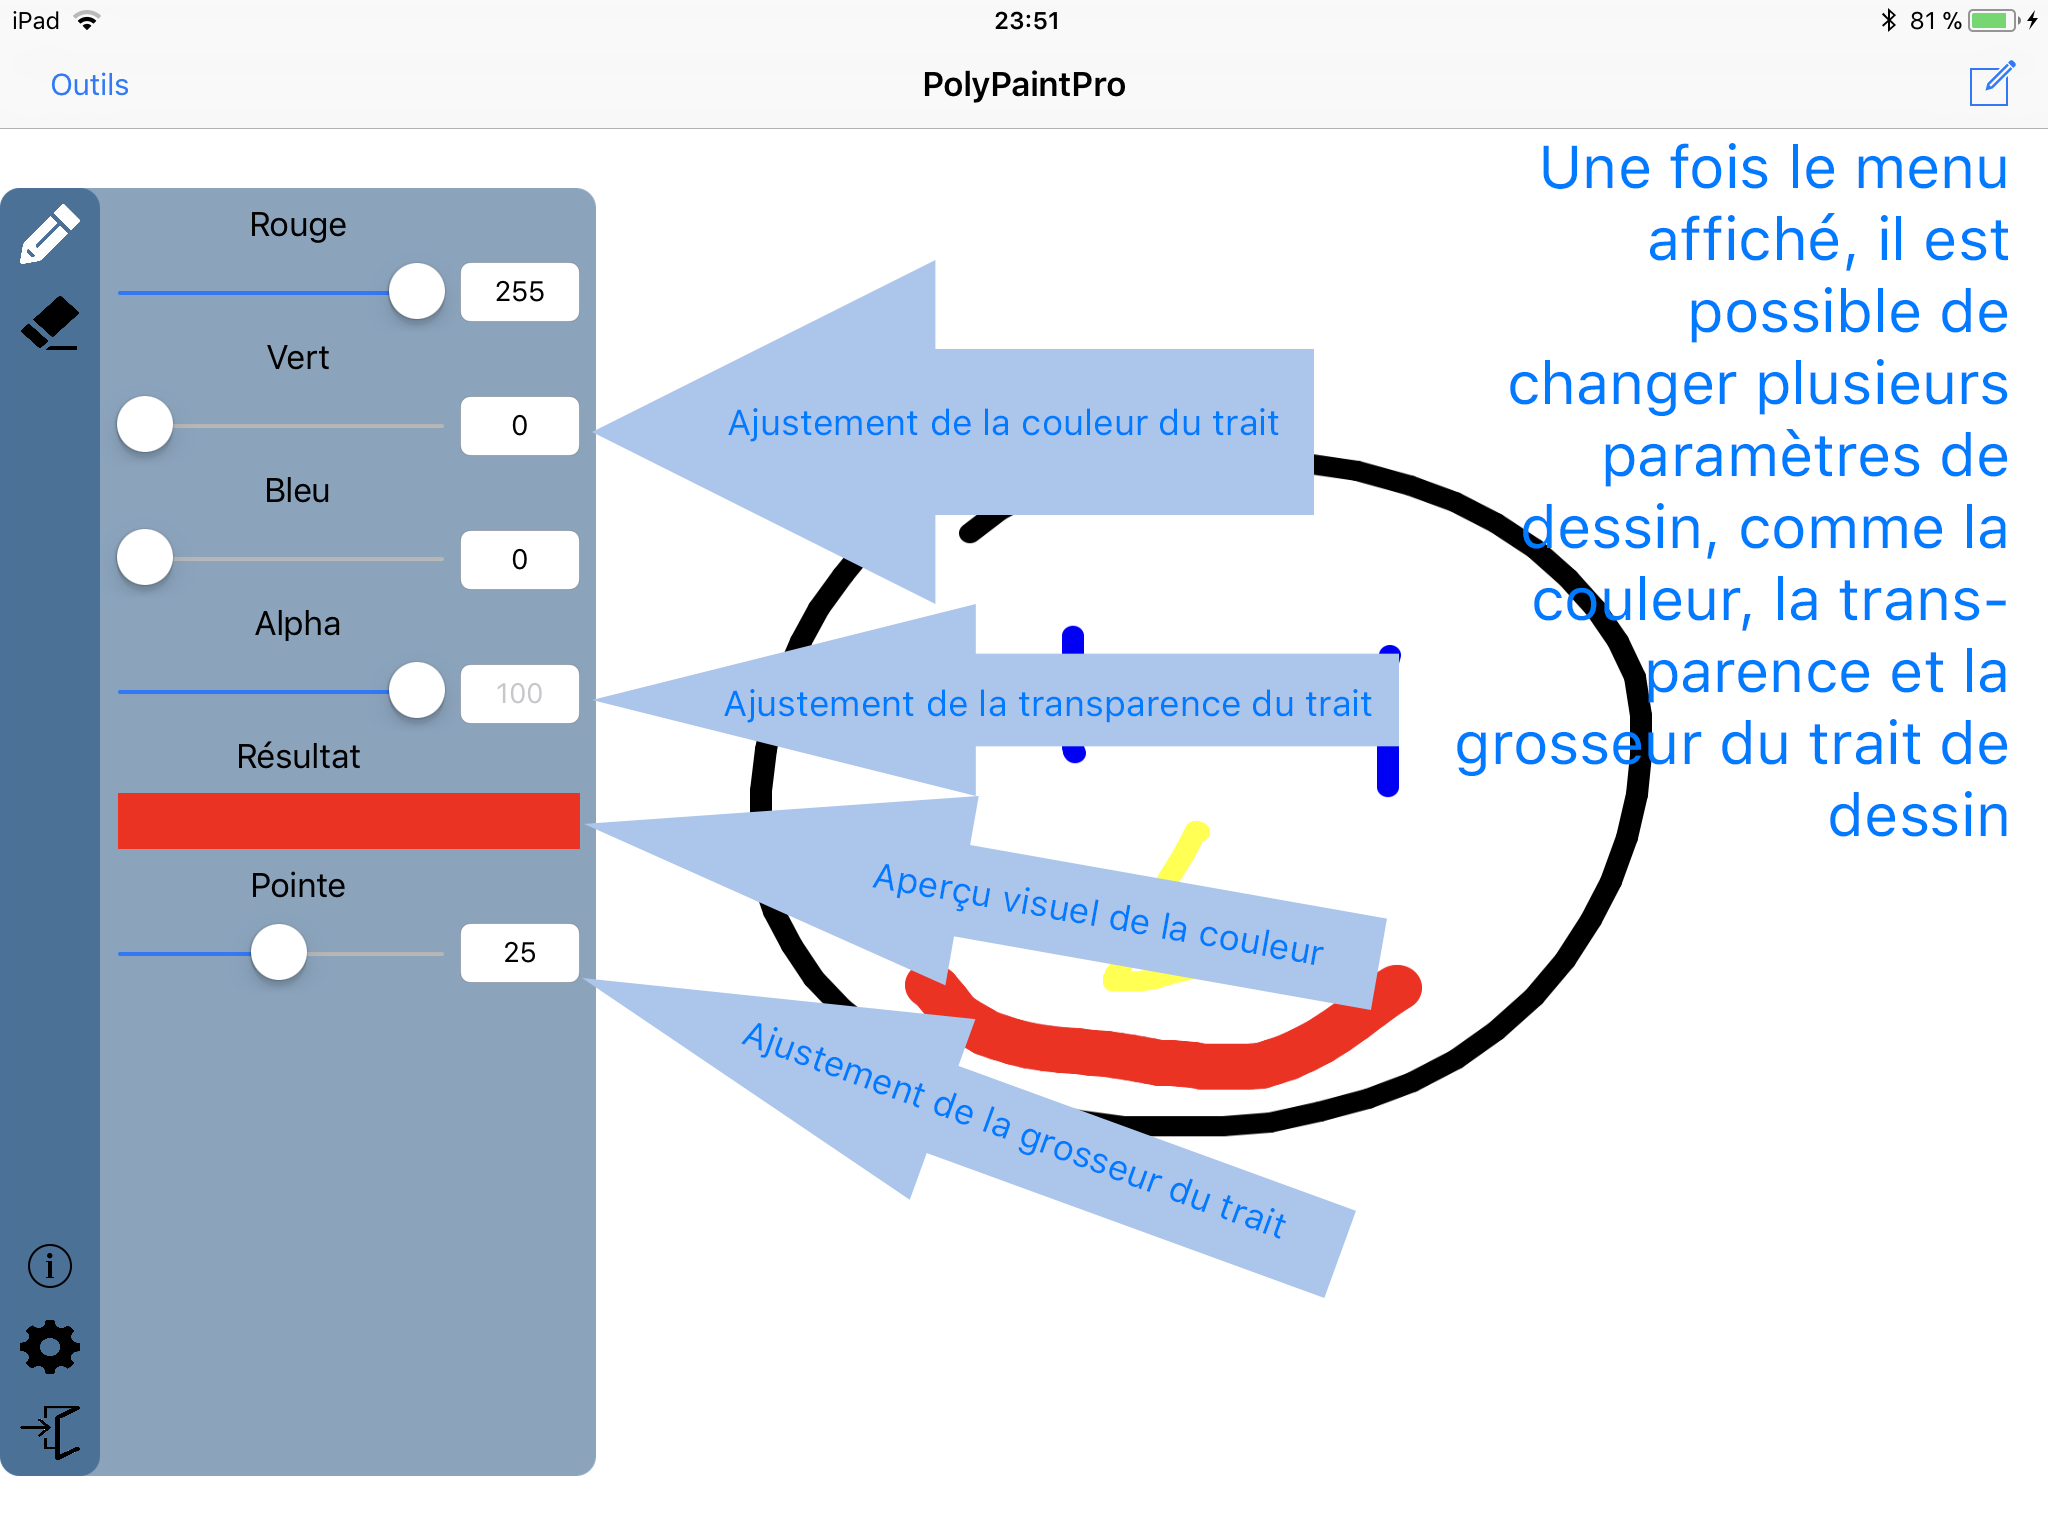 iPad 23:51 81 %
Outils PolyPaintPro
Rouge
255
Vert
0
Bleu
0
Alpha
100
Résultat
Pointe
25
Ajustement de la couleur du trait
Ajustement de la transparence du trait
Aperçu visuel de la couleur
Ajustement de la grosseur du trait
Une fois le menu
affiché, il est
possible de
changer plusieurs
paramètres de
dessin, comme la
couleur, la trans-
parence et la
grosseur du trait de
dessin